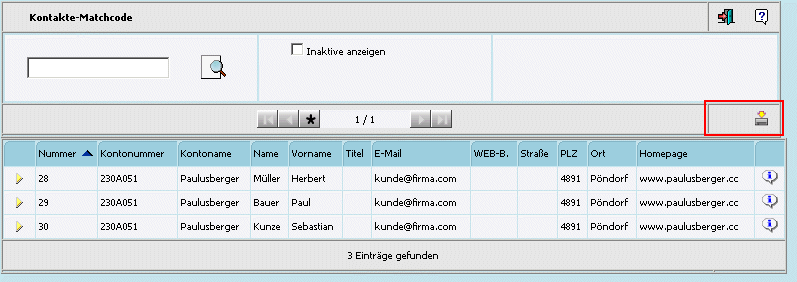 Kontakte-Matchcode
Inaktive anzeigen
1 / 1
Nummer Kontonummer Kontoname Name Vorname Titel E-Mail WEB-B. Straße PLZ Ort Homepage
28 230A051 Paulusberger Müller Herbert kunde@firma.com 4891 Pöndorf www.paulusberger.cc
29 230A051 Paulusberger Bauer Paul kunde@firma.com 4891 Pöndorf www.paulusberger.cc
30 230A051 Paulusberger Kunze Sebastian kunde@firma.com 4891 Pöndorf www.paulusberger.cc
3 Einträge gefunden